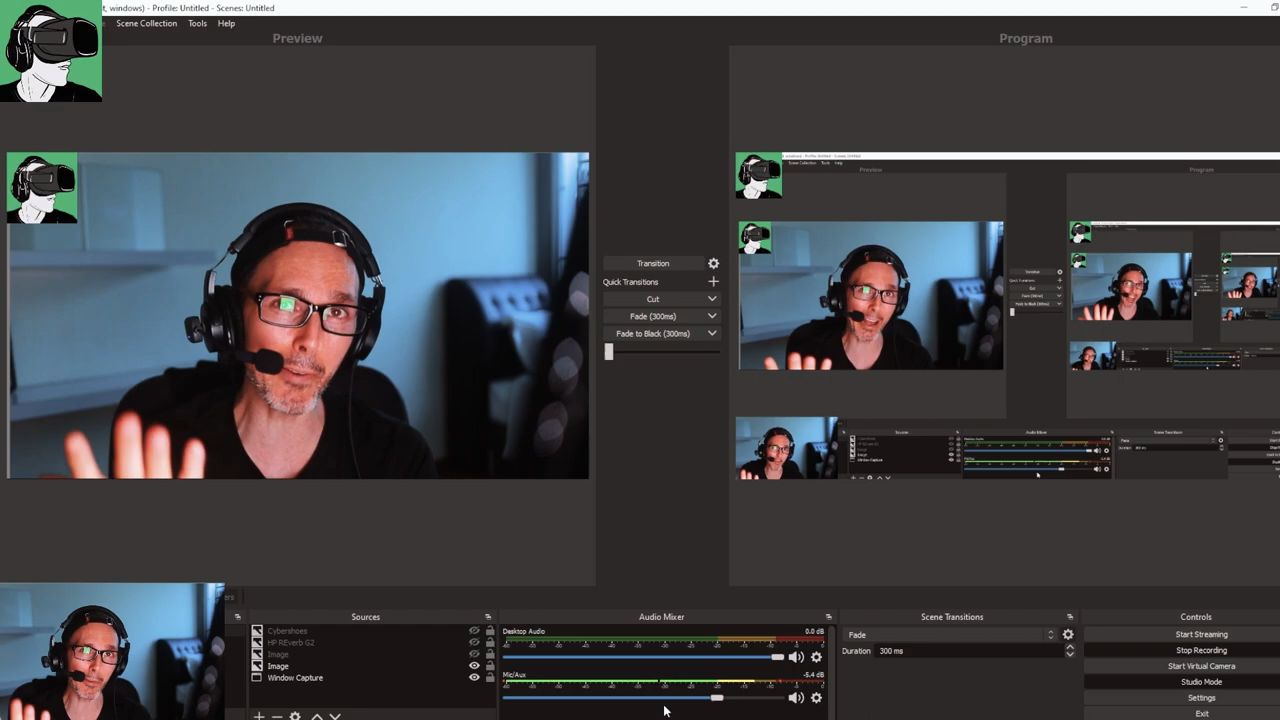 t, windows) - Profile: Untitled - Scenes: Untitled
Scene Collection Tools Help
Preview
Program
Transition
Quick Transitions
Cut
Fade (300ms)
Fade to Black (300ms)
Preview
Program
Sources
Audio Mixer
Scene Transitions
Controls
Cybershoes
HP REverb G2
Image
Image
Window Capture
Desktop Audio
0.0 dB
Mic/Aux
-5.4 dB
Fade
Duration 300 ms
Start Streaming
Stop Recording
Start Virtual Camera
Studio Mode
Settings
Exit